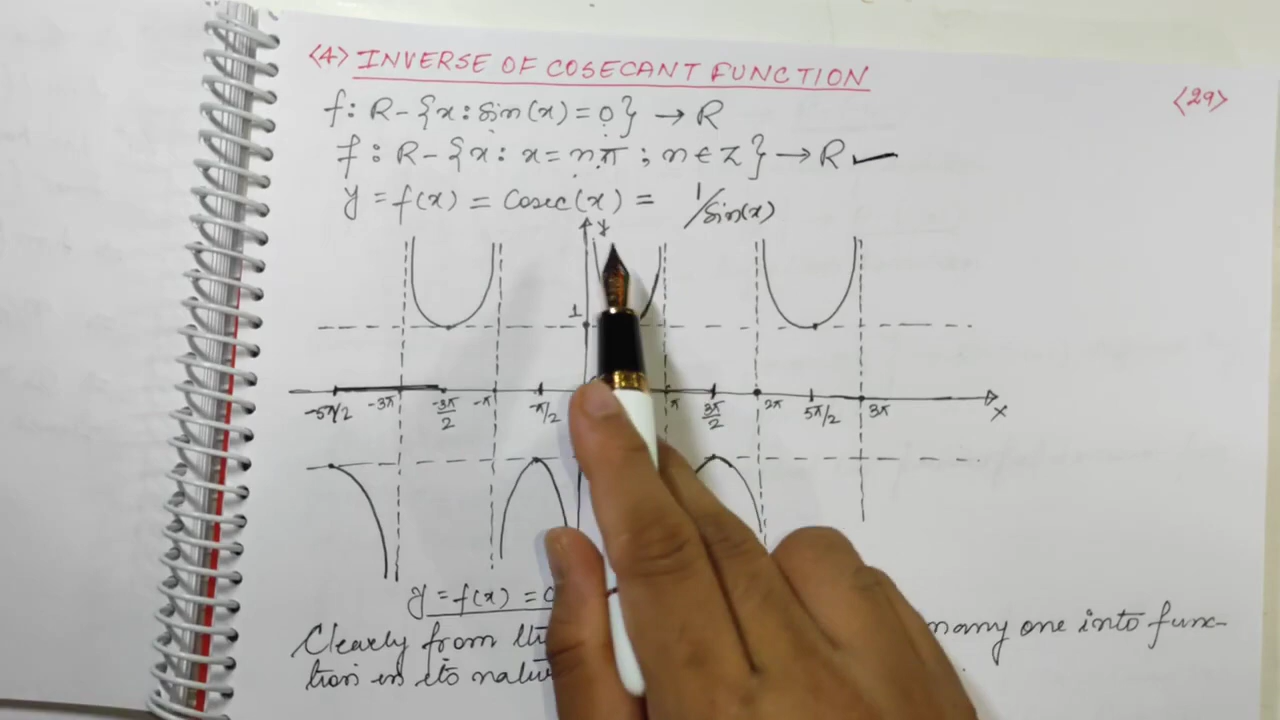 <4> INVERSE OF COSECANT FUNCTION
<29>
f: R-{x: Sin(x)=0} → R
f: R-{x: x=nπ ; n∈Z} → R
y = f(x) = Cosec(x) = 1/Sin(x)
y
1
-5π/2 -3π -3π/2 -π -π/2 π 3π/2 2π 5π/2 3π X
y = f(x) =
Clearly from many one into func-
tion in its